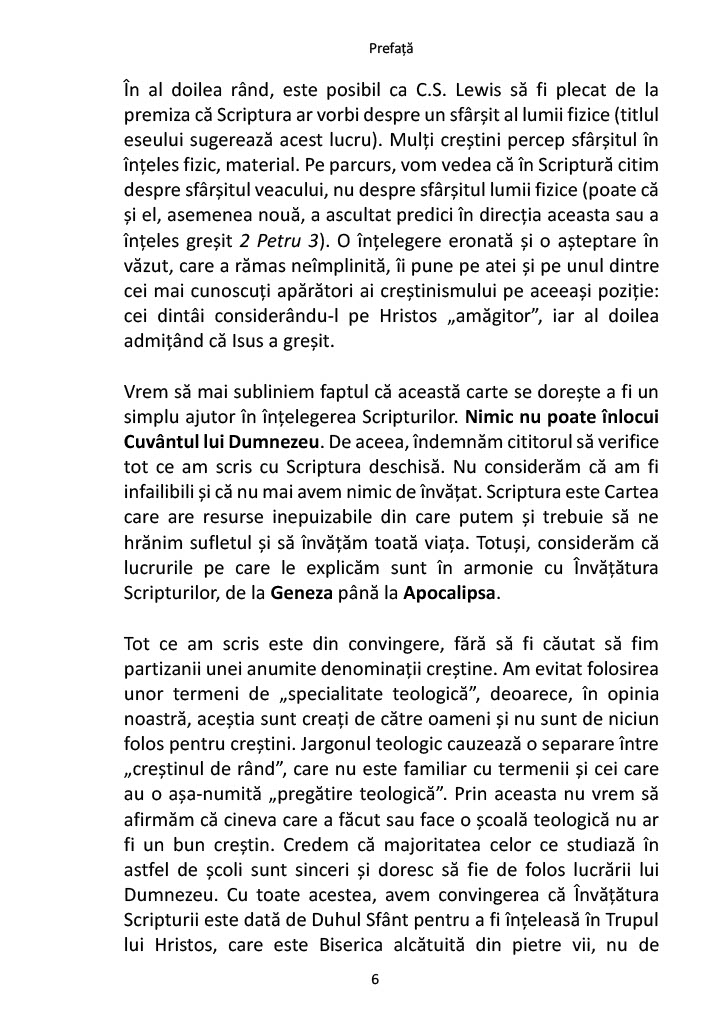 Prefață
În al doilea rând, este posibil ca C.S. Lewis să fi plecat de la
premiza că Scriptura ar vorbi despre un sfârșit al lumii fizice (titlul
eseului sugerează acest lucru). Mulți creștini percep sfârșitul în
înțeles fizic, material. Pe parcurs, vom vedea că în Scriptură citim
despre sfârșitul veacului, nu despre sfârșitul lumii fizice (poate că
și el, asemenea nouă, a ascultat predici în direcția aceasta sau a
înțeles greșit 2 Petru 3). O înțelegere eronată și o așteptare în
văzut, care a rămas neîmplinită, îi pune pe atei și pe unul dintre
cei mai cunoscuți apărători ai creștinismului pe aceeași poziție:
cei dintâi considerându-l pe Hristos „amăgitor”, iar al doilea
admițând că Isus a greșit.
Vrem să mai subliniem faptul că această carte se dorește a fi un
simplu ajutor în înțelegerea Scripturilor. Nimic nu poate înlocui
Cuvântul lui Dumnezeu. De aceea, îndemnăm cititorul să verifice
tot ce am scris cu Scriptura deschisă. Nu considerăm că am fi
infailibili și că nu mai avem nimic de învățat. Scriptura este Cartea
care are resurse inepuizabile din care putem și trebuie să ne
hrănim sufletul și să învățăm toată viața. Totuși, considerăm că
lucrurile pe care le explicăm sunt în armonie cu Învățătura
Scripturilor, de la Geneza până la Apocalipsa.
Tot ce am scris este din convingere, fără să fi căutat să fim
partizanii unei anumite denominații creștine. Am evitat folosirea
unor termeni de „specialitate teologică”, deoarece, în opinia
noastră, aceștia sunt creați de către oameni și nu sunt de niciun
folos pentru creștini. Jargonul teologic cauzează o separare între
„creștinul de rând”, care nu este familiar cu termenii și cei care
au o așa-numită „pregătire teologică”. Prin aceasta nu vrem să
afirmăm că cineva care a făcut sau face o școală teologică nu ar
fi un bun creștin. Credem că majoritatea celor ce studiază în
astfel de școli sunt sinceri și doresc să fie de folos lucrării lui
Dumnezeu. Cu toate acestea, avem convingerea că Învățătura
Scripturii este dată de Duhul Sfânt pentru a fi înțeleasă în Trupul
lui Hristos, care este Biserica alcătuită din pietre vii, nu de
6